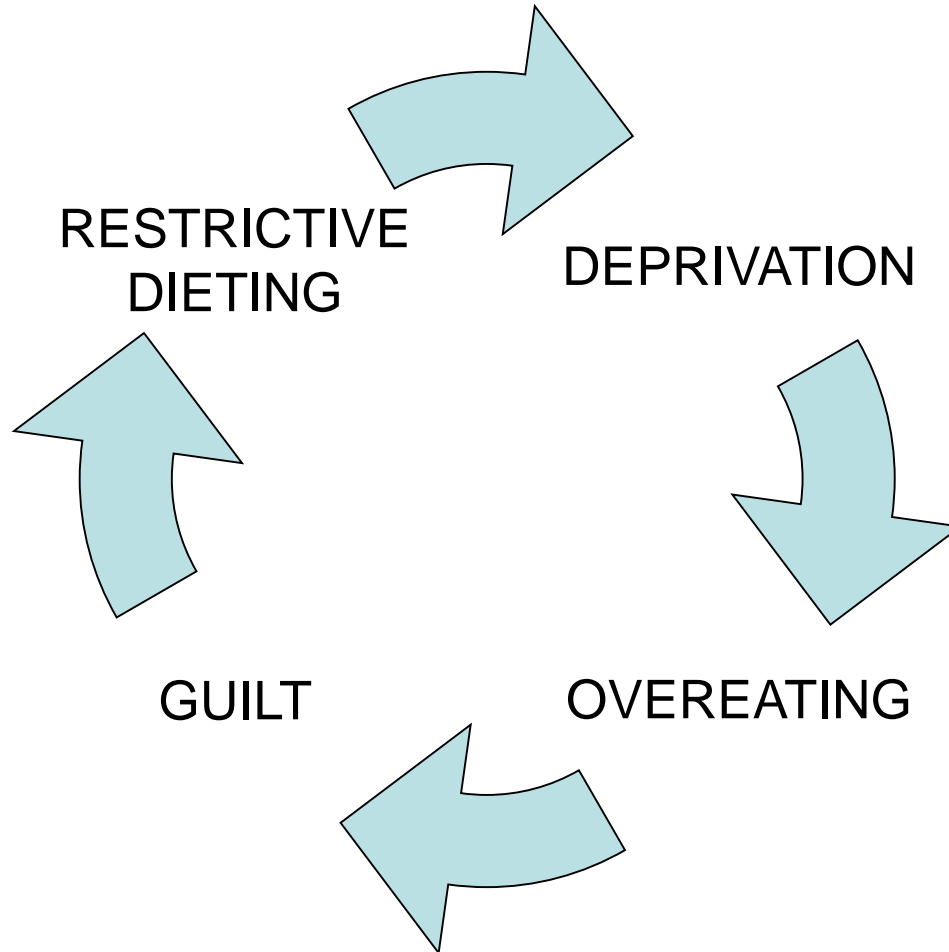 RESTRICTIVE
DIETING
DEPRIVATION
GUILT
OVEREATING